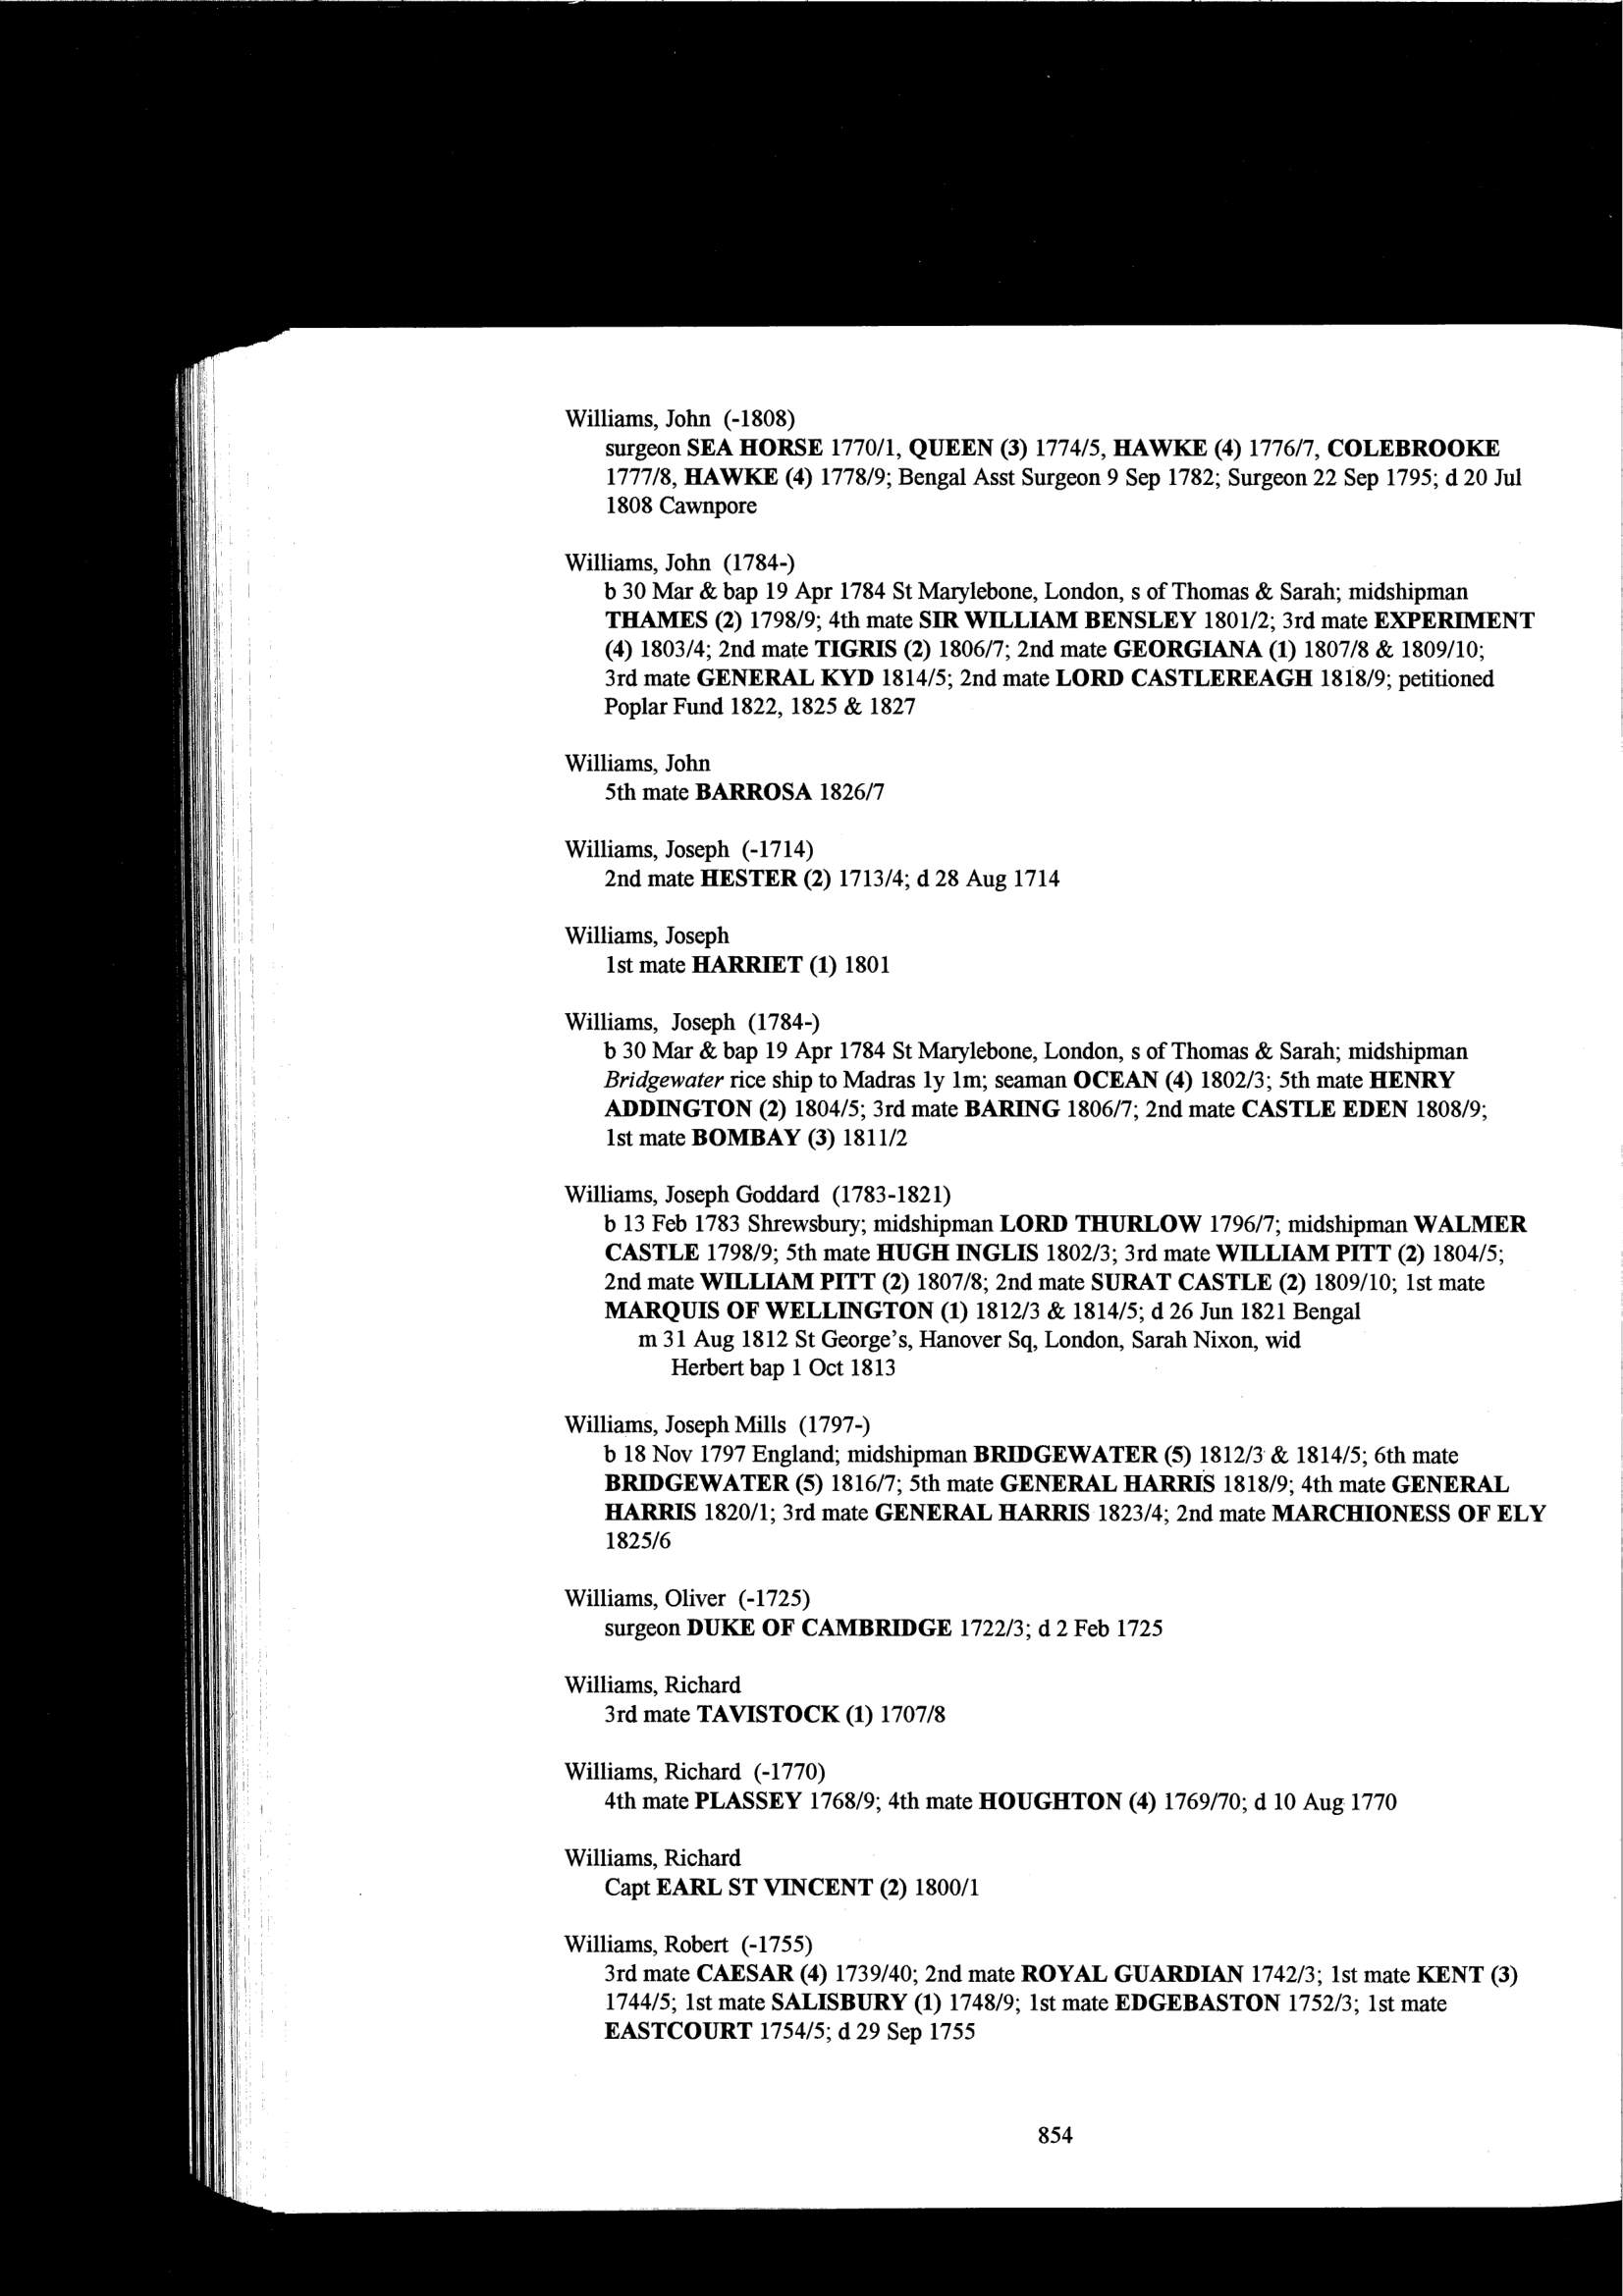 Williams, John (-1808)
surgeon SEA HORSE 1770/1, QUEEN (3) 1774/5, HAWKE (4) 1776/7, COLEBROOKE
1777/8, HAWKE (4) 1778/9; Bengal Asst Surgeon 9 Sep 1782; Surgeon 22 Sep 1795; d 20 Jul
1808 Cawnpore
Williams, John (1784-)
b 30 Mar & bap 19 Apr 1784 St Marylebone, London, s of Thomas & Sarah; midshipman
THAMES (2) 1798/9; 4th mate SIR WILLIAM BENSLEY 1801/2; 3rd mate EXPERIMENT
(4) 1803/4; 2nd mate TIGRIS (2) 1806/7; 2nd mate GEORGIANA (1) 1807/8 & 1809/10;
3rd mate GENERAL KYD 1814/5; 2nd mate LORD CASTLEREAGH 1818/9; petitioned
Poplar Fund 1822, 1825 & 1827
Williams, John
5th mate BARROSA 1826/7
Williams, Joseph (-1714)
2nd mate HESTER (2) 1713/4; d 28 Aug 1714
Williams, Joseph
1st mate HARRIET (1) 1801
Williams, Joseph (1784-)
b 30 Mar & bap 19 Apr 1784 St Marylebone, London, s of Thomas & Sarah; midshipman
Bridgewater rice ship to Madras 1y 1m; seaman OCEAN (4) 1802/3; 5th mate HENRY
ADDINGTON (2) 1804/5; 3rd mate BARING 1806/7; 2nd mate CASTLE EDEN 1808/9;
1st mate BOMBAY (3) 1811/2
Williams, Joseph Goddard (1783-1821)
b 13 Feb 1783 Shrewsbury; midshipman LORD THURLOW 1796/7; midshipman WALMER
CASTLE 1798/9; 5th mate HUGH INGLIS 1802/3; 3rd mate WILLIAM PITT (2) 1804/5;
2nd mate WILLIAM PITT (2) 1807/8; 2nd mate SURAT CASTLE (2) 1809/10; 1st mate
MARQUIS OF WELLINGTON (1) 1812/3 & 1814/5; d 26 Jun 1821 Bengal
m 31 Aug 1812 St George's, Hanover Sq, London, Sarah Nixon, wid
Herbert bap 1 Oct 1813
Williams, Joseph Mills (1797-)
b 18 Nov 1797 England; midshipman BRIDGEWATER (5) 1812/3 & 1814/5; 6th mate
BRIDGEWATER (5) 1816/7; 5th mate GENERAL HARRIS 1818/9; 4th mate GENERAL
HARRIS 1820/1; 3rd mate GENERAL HARRIS 1823/4; 2nd mate MARCHIONESS OF ELY
1825/6
Williams, Oliver (-1725)
surgeon DUKE OF CAMBRIDGE 1722/3; d 2 Feb 1725
Williams, Richard
3rd mate TAVISTOCK (1) 1707/8
Williams, Richard (-1770)
4th mate PLASSEY 1768/9; 4th mate HOUGHTON (4) 1769/70; d 10 Aug 1770
Williams, Richard
Capt EARL ST VINCENT (2) 1800/1
Williams, Robert (-1755)
3rd mate CAESAR (4) 1739/40; 2nd mate ROYAL GUARDIAN 1742/3; 1st mate KENT (3)
1744/5; 1st mate SALISBURY (1) 1748/9; 1st mate EDGEBASTON 1752/3; 1st mate
EASTCOURT 1754/5; d 29 Sep 1755
854